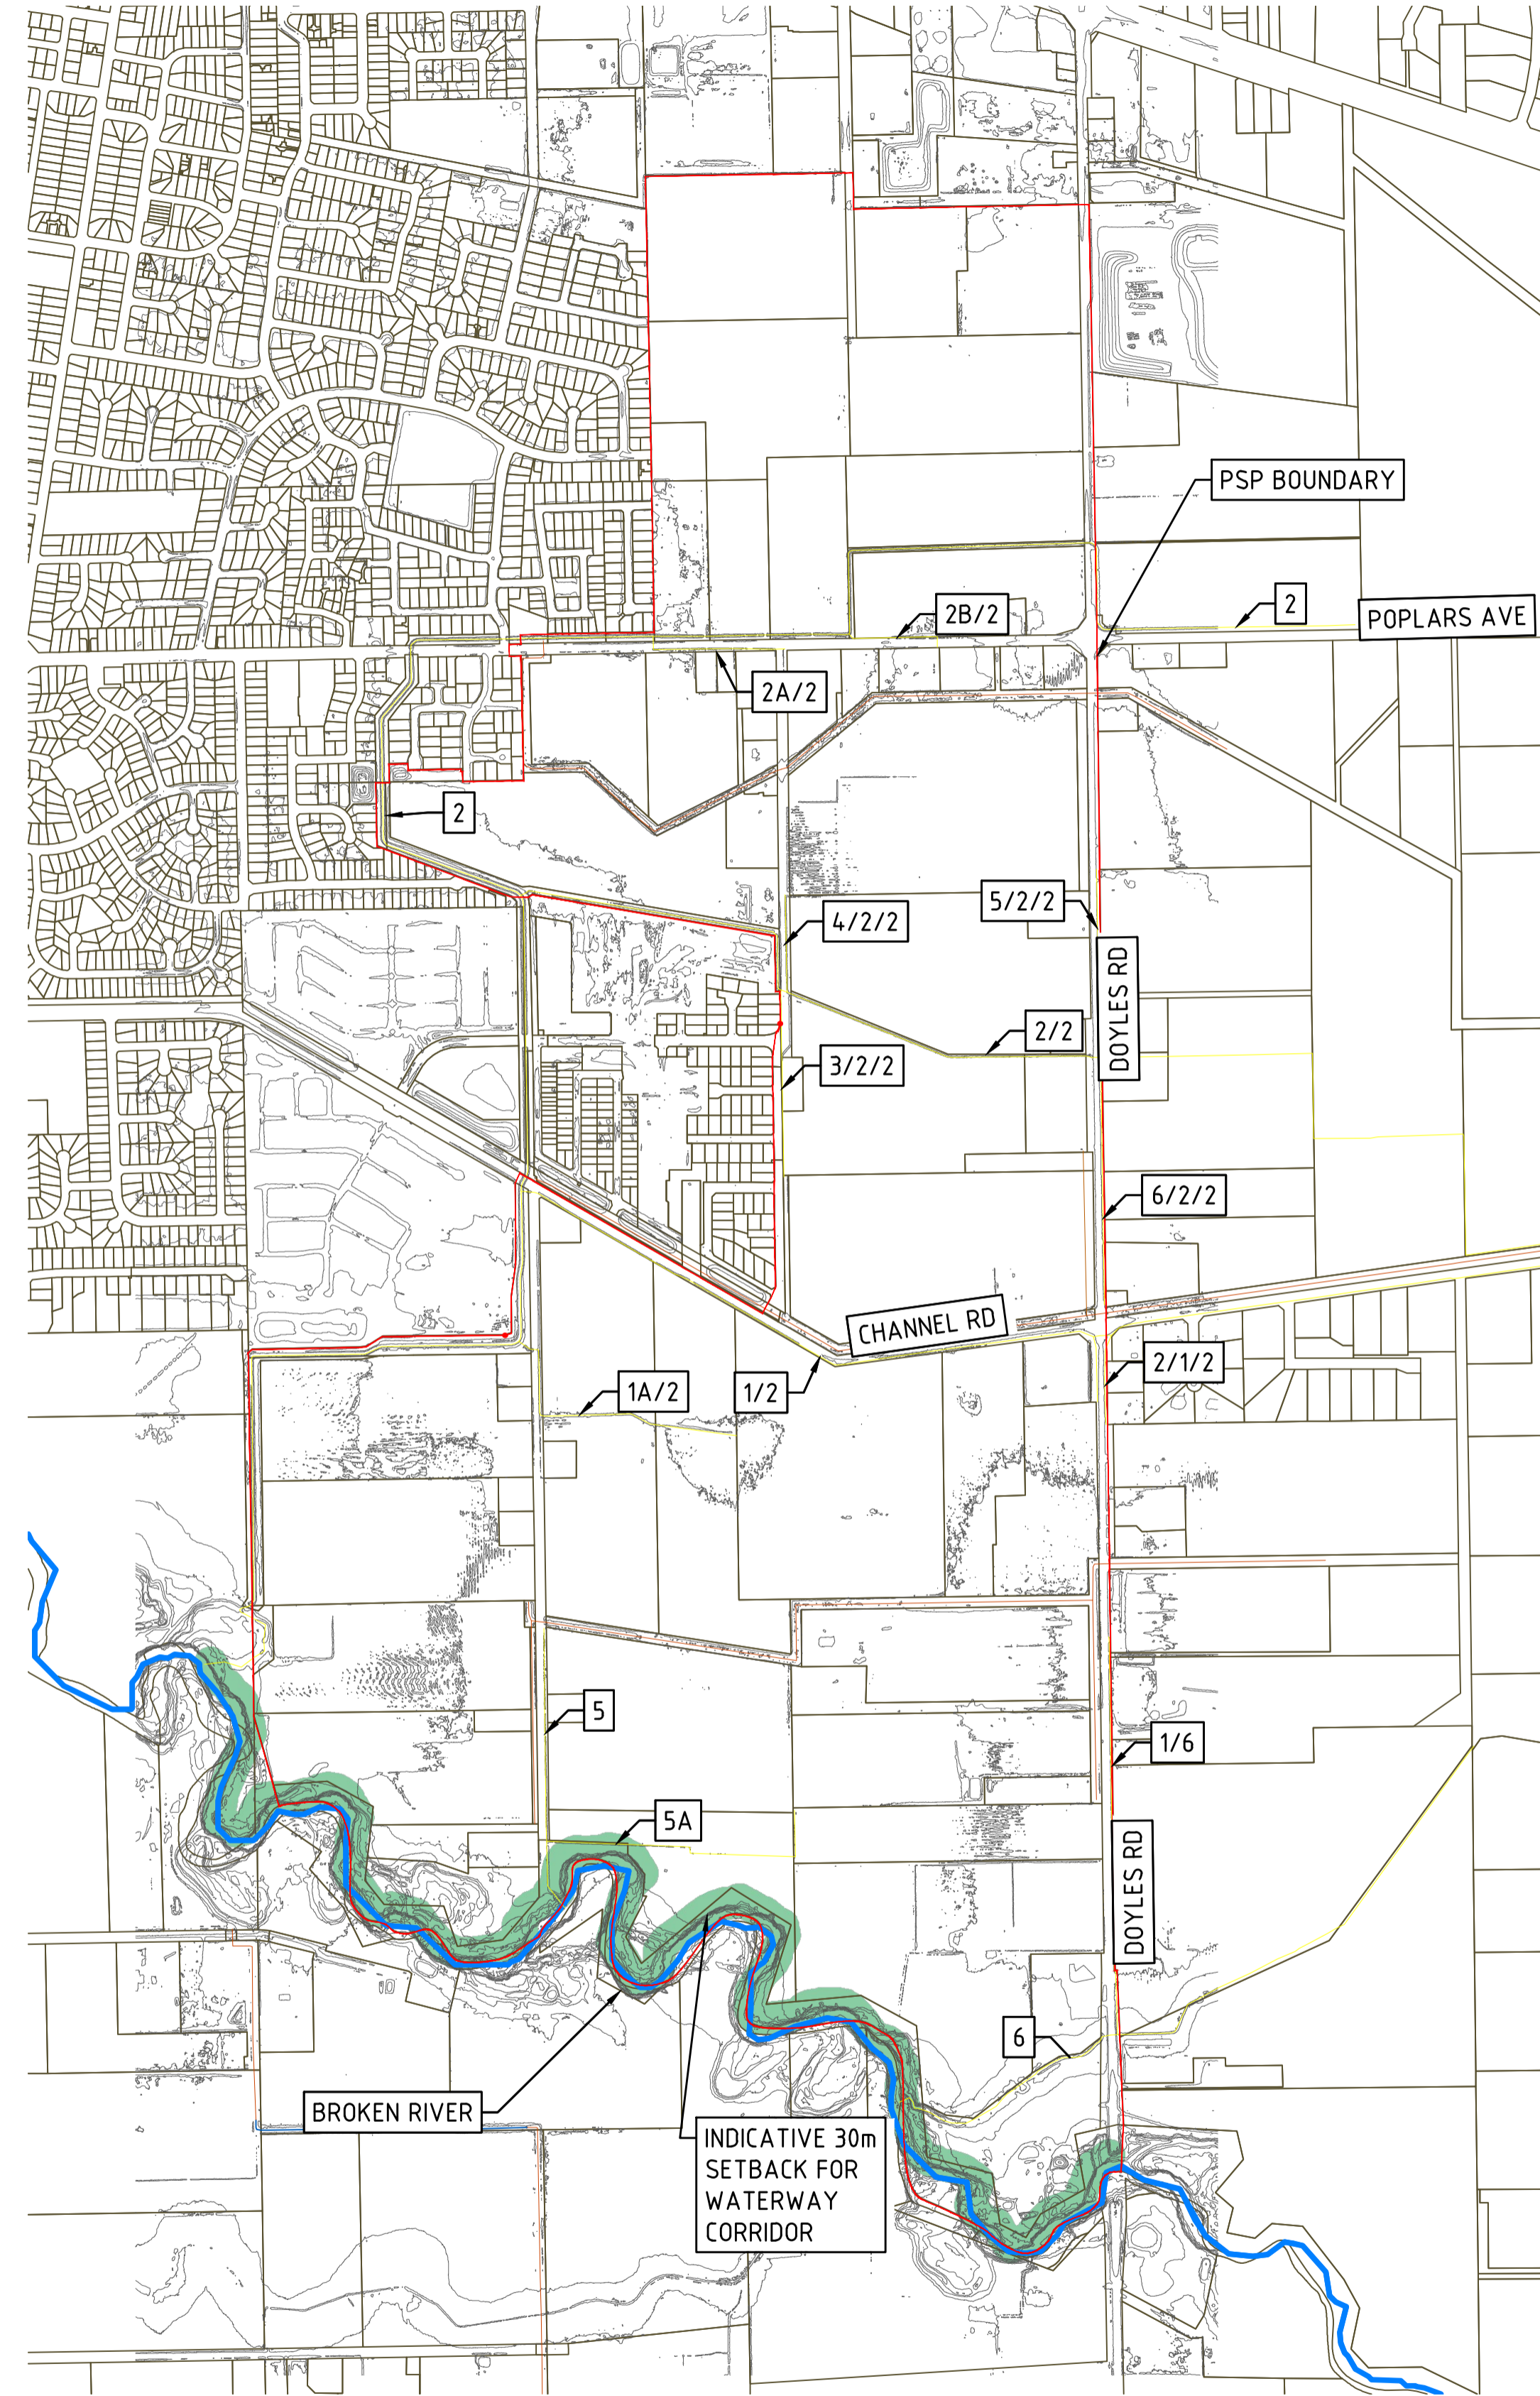 PSP BOUNDARY
2
POPLARS AVE
2B/2
2A/2
2
5/2/2
4/2/2
DOYLES RD
2/2
3/2/2
6/2/2
CHANNEL RD
2/1/2
1A/2
1/2
5
1/6
5A
DOYLES RD
6
BROKEN RIVER
INDICATIVE 30m
SETBACK FOR
WATERWAY
CORRIDOR